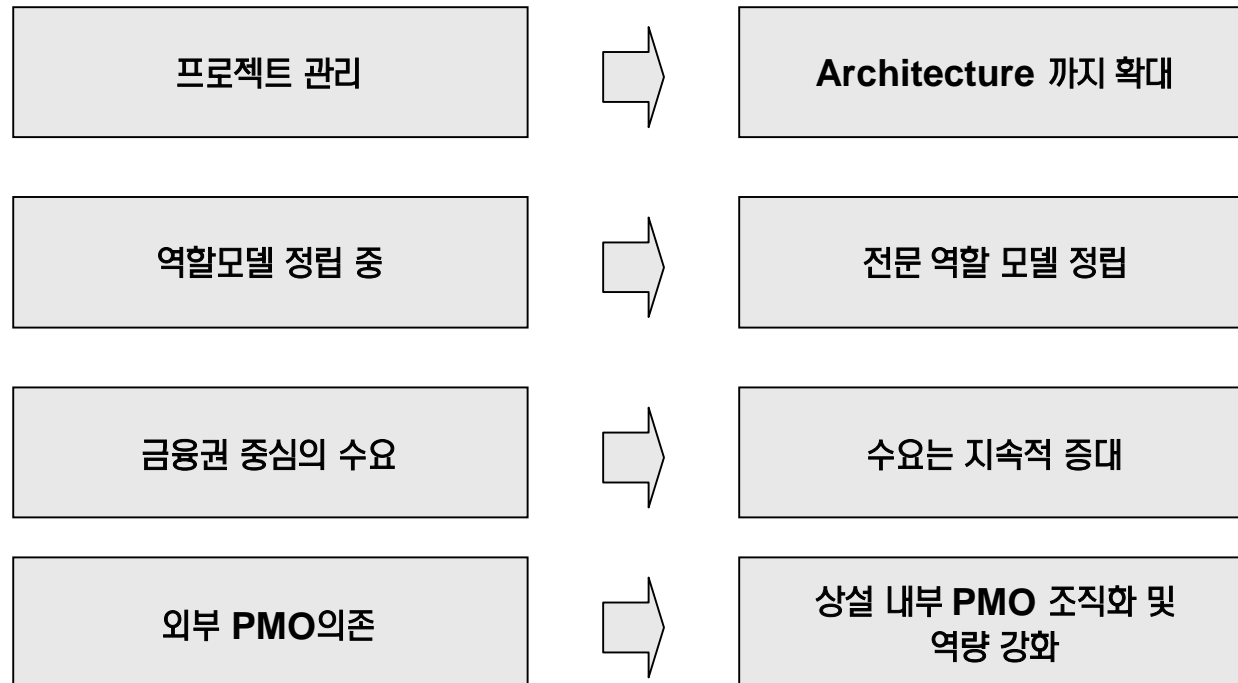 프로젝트 관리
Architecture 까지 확대
역할모델 정립 중
전문 역할 모델 정립
금융권 중심의 수요
수요는 지속적 증대
외부 PMO의존
상설 내부 PMO 조직화 및
역량 강화